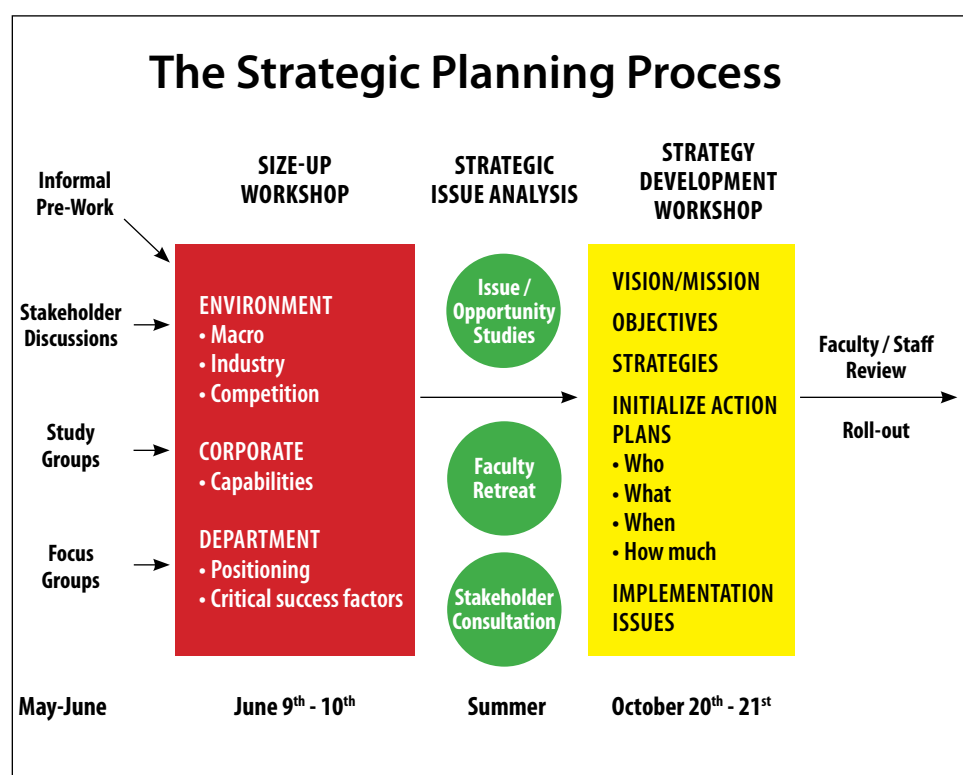 The Strategic Planning Process
Informal
Pre-Work
Stakeholder
Discussions
Study
Groups
Focus
Groups
May-June
SIZE-UP
WORKSHOP
ENVIRONMENT
• Macro
• Industry
• Competition
CORPORATE
• Capabilities
DEPARTMENT
• Positioning
• Critical success factors
June 9th - 10th
STRATEGIC
ISSUE ANALYSIS
Issue /
Opportunity
Studies
Faculty
Retreat
Stakeholder
Consultation
Summer
STRATEGY
DEVELOPMENT
WORKSHOP
VISION/MISSION
OBJECTIVES
STRATEGIES
INITIALIZE ACTION
PLANS
• Who
• What
• When
• How much
IMPLEMENTATION
ISSUES
October 20th - 21st
Faculty / Staff
Review
Roll-out